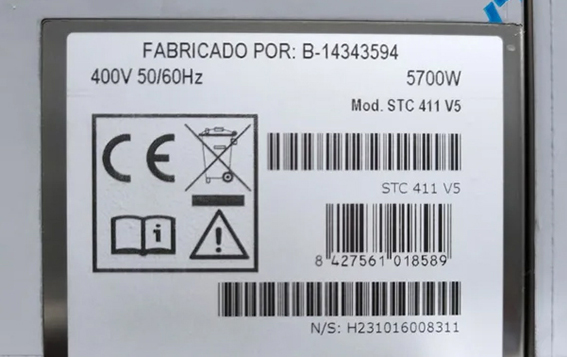 FABRICADO POR: B-14343594
400V 50/60Hz 5700W
Mod. STC 411 V5
CE
STC 411 V5
i
!
8 427561 018589
N/S: H231016008311